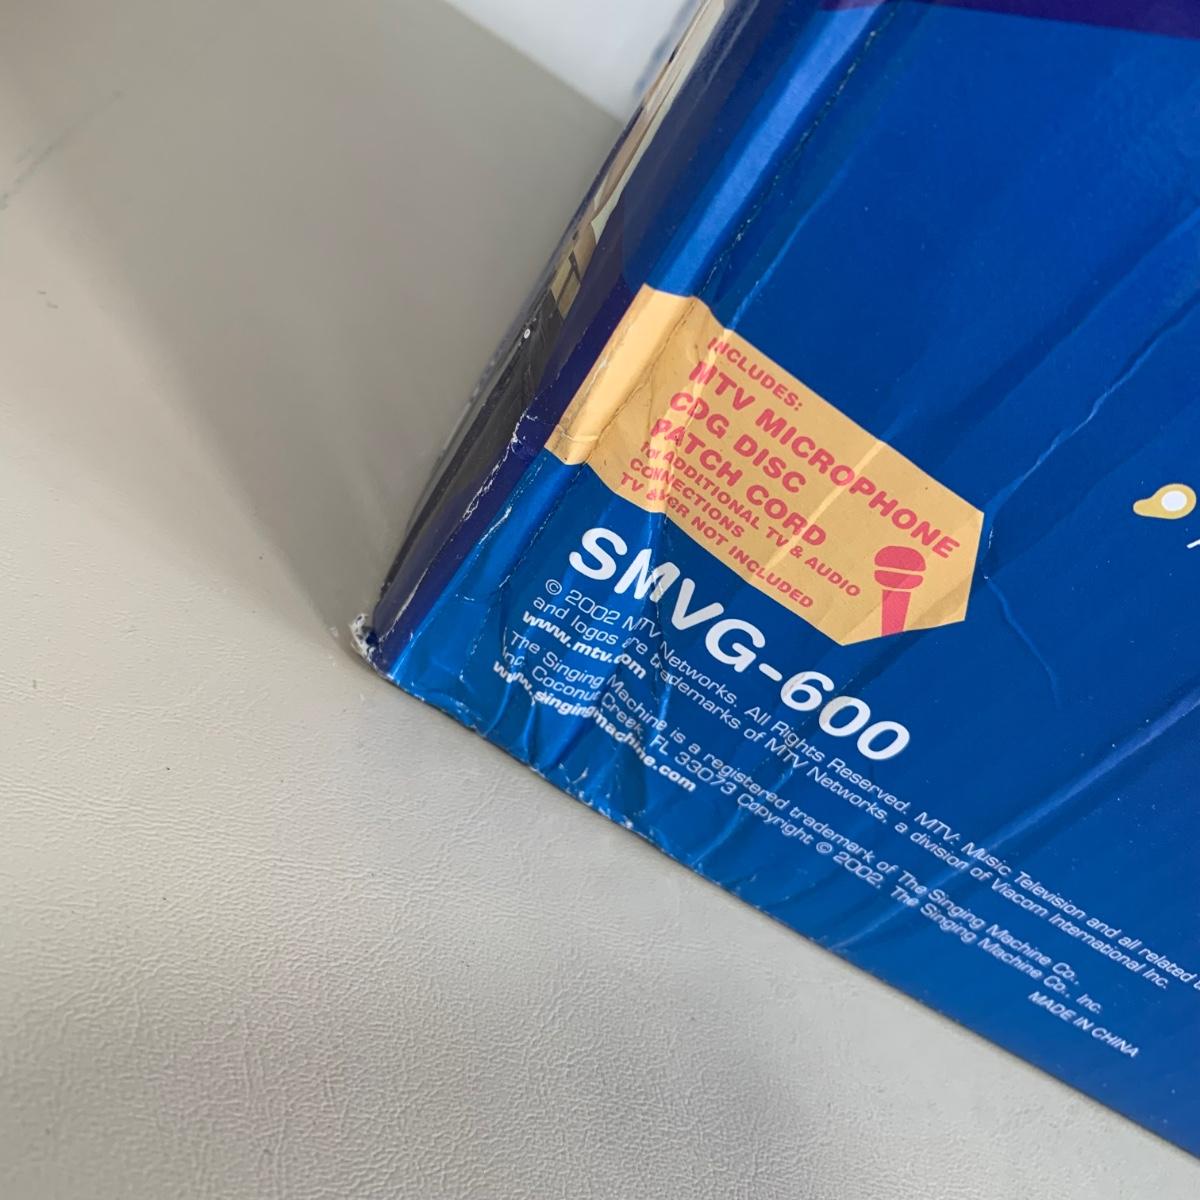 INCLUDES:
MTV MICROPHONE
CDG DISC
PATCH CORD
for ADDITIONAL TV & AUDIO
CONNECTIONS
TV & VCR NOT INCLUDED
SMVG-600
© 2002 MTV Networks. All Rights Reserved. MTV: Music Television and all related
and logos are trademarks of MTV Networks, a division of Viacom International Inc.
www.mtv.com
The Singing Machine is a registered trademark of The Singing Machine Co.,
Inc. Coconut Creek, FL 33073 Copyright © 2002. The Singing Machine Co., Inc.
www.singingmachine.com
MADE IN CHINA